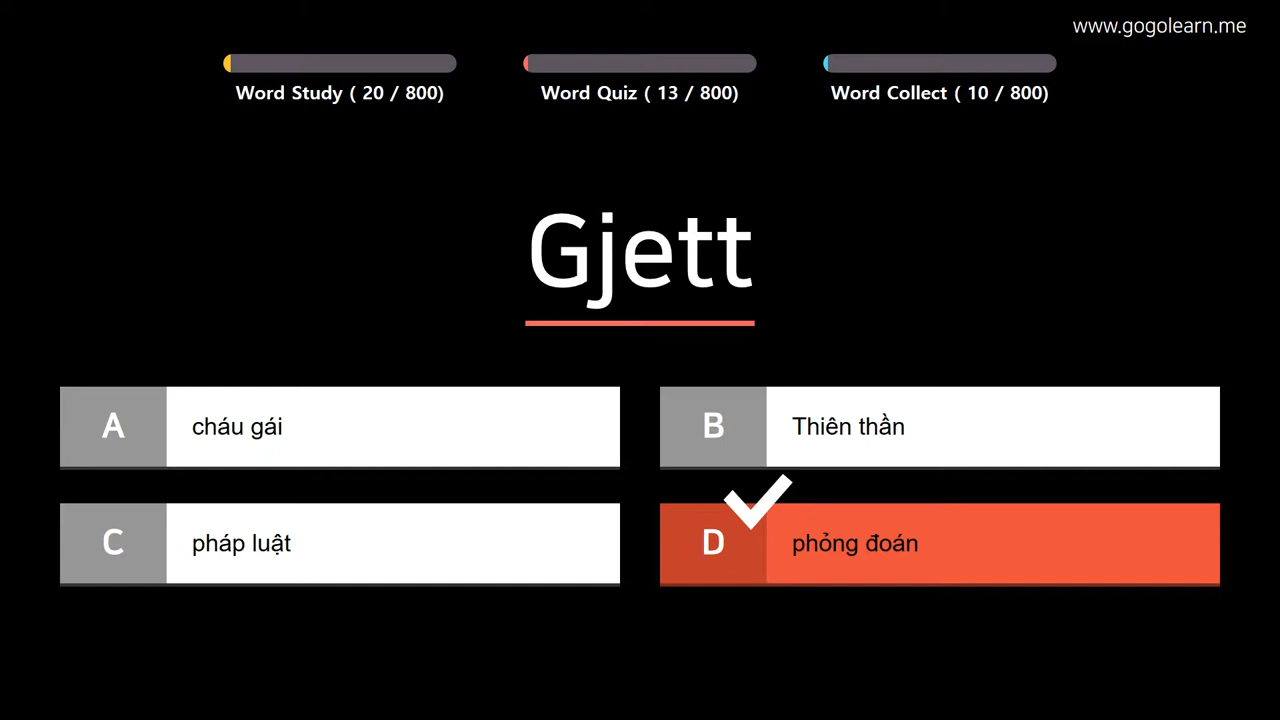 www.gogolearn.me
Word Study ( 20 / 800)
Word Quiz ( 13 / 800)
Word Collect ( 10 / 800)
Gjett
A cháu gái
B Thiên thần
C pháp luật
D phỏng đoán